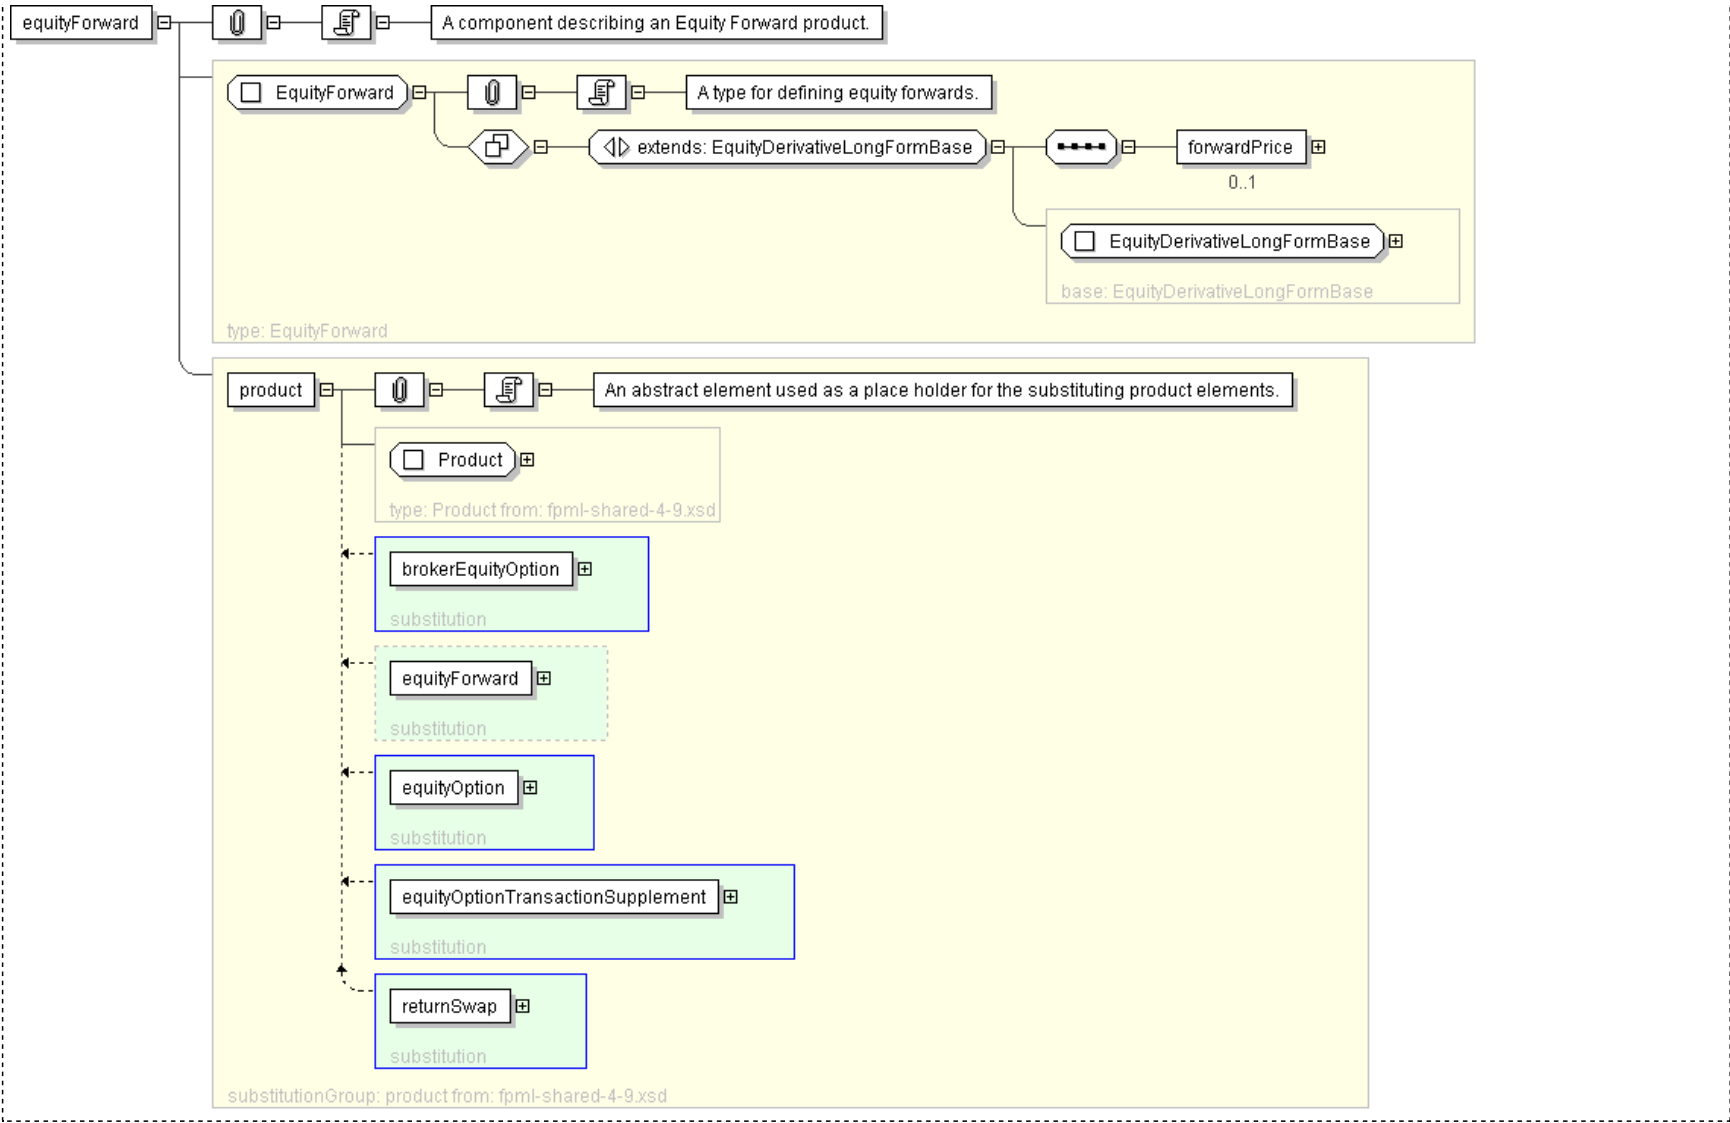 equityForward
A component describing an Equity Forward product.
EquityForward
A type for defining equity forwards.
extends: EquityDerivativeLongFormBase
forwardPrice
0..1
EquityDerivativeLongFormBase
base: EquityDerivativeLongFormBase
type: EquityForward
product
An abstract element used as a place holder for the substituting product elements.
Product
type: Product from: fpml-shared-4-9.xsd
brokerEquityOption
substitution
equityForward
substitution
equityOption
substitution
equityOptionTransactionSupplement
substitution
returnSwap
substitution
substitutionGroup: product from: fpml-shared-4-9.xsd